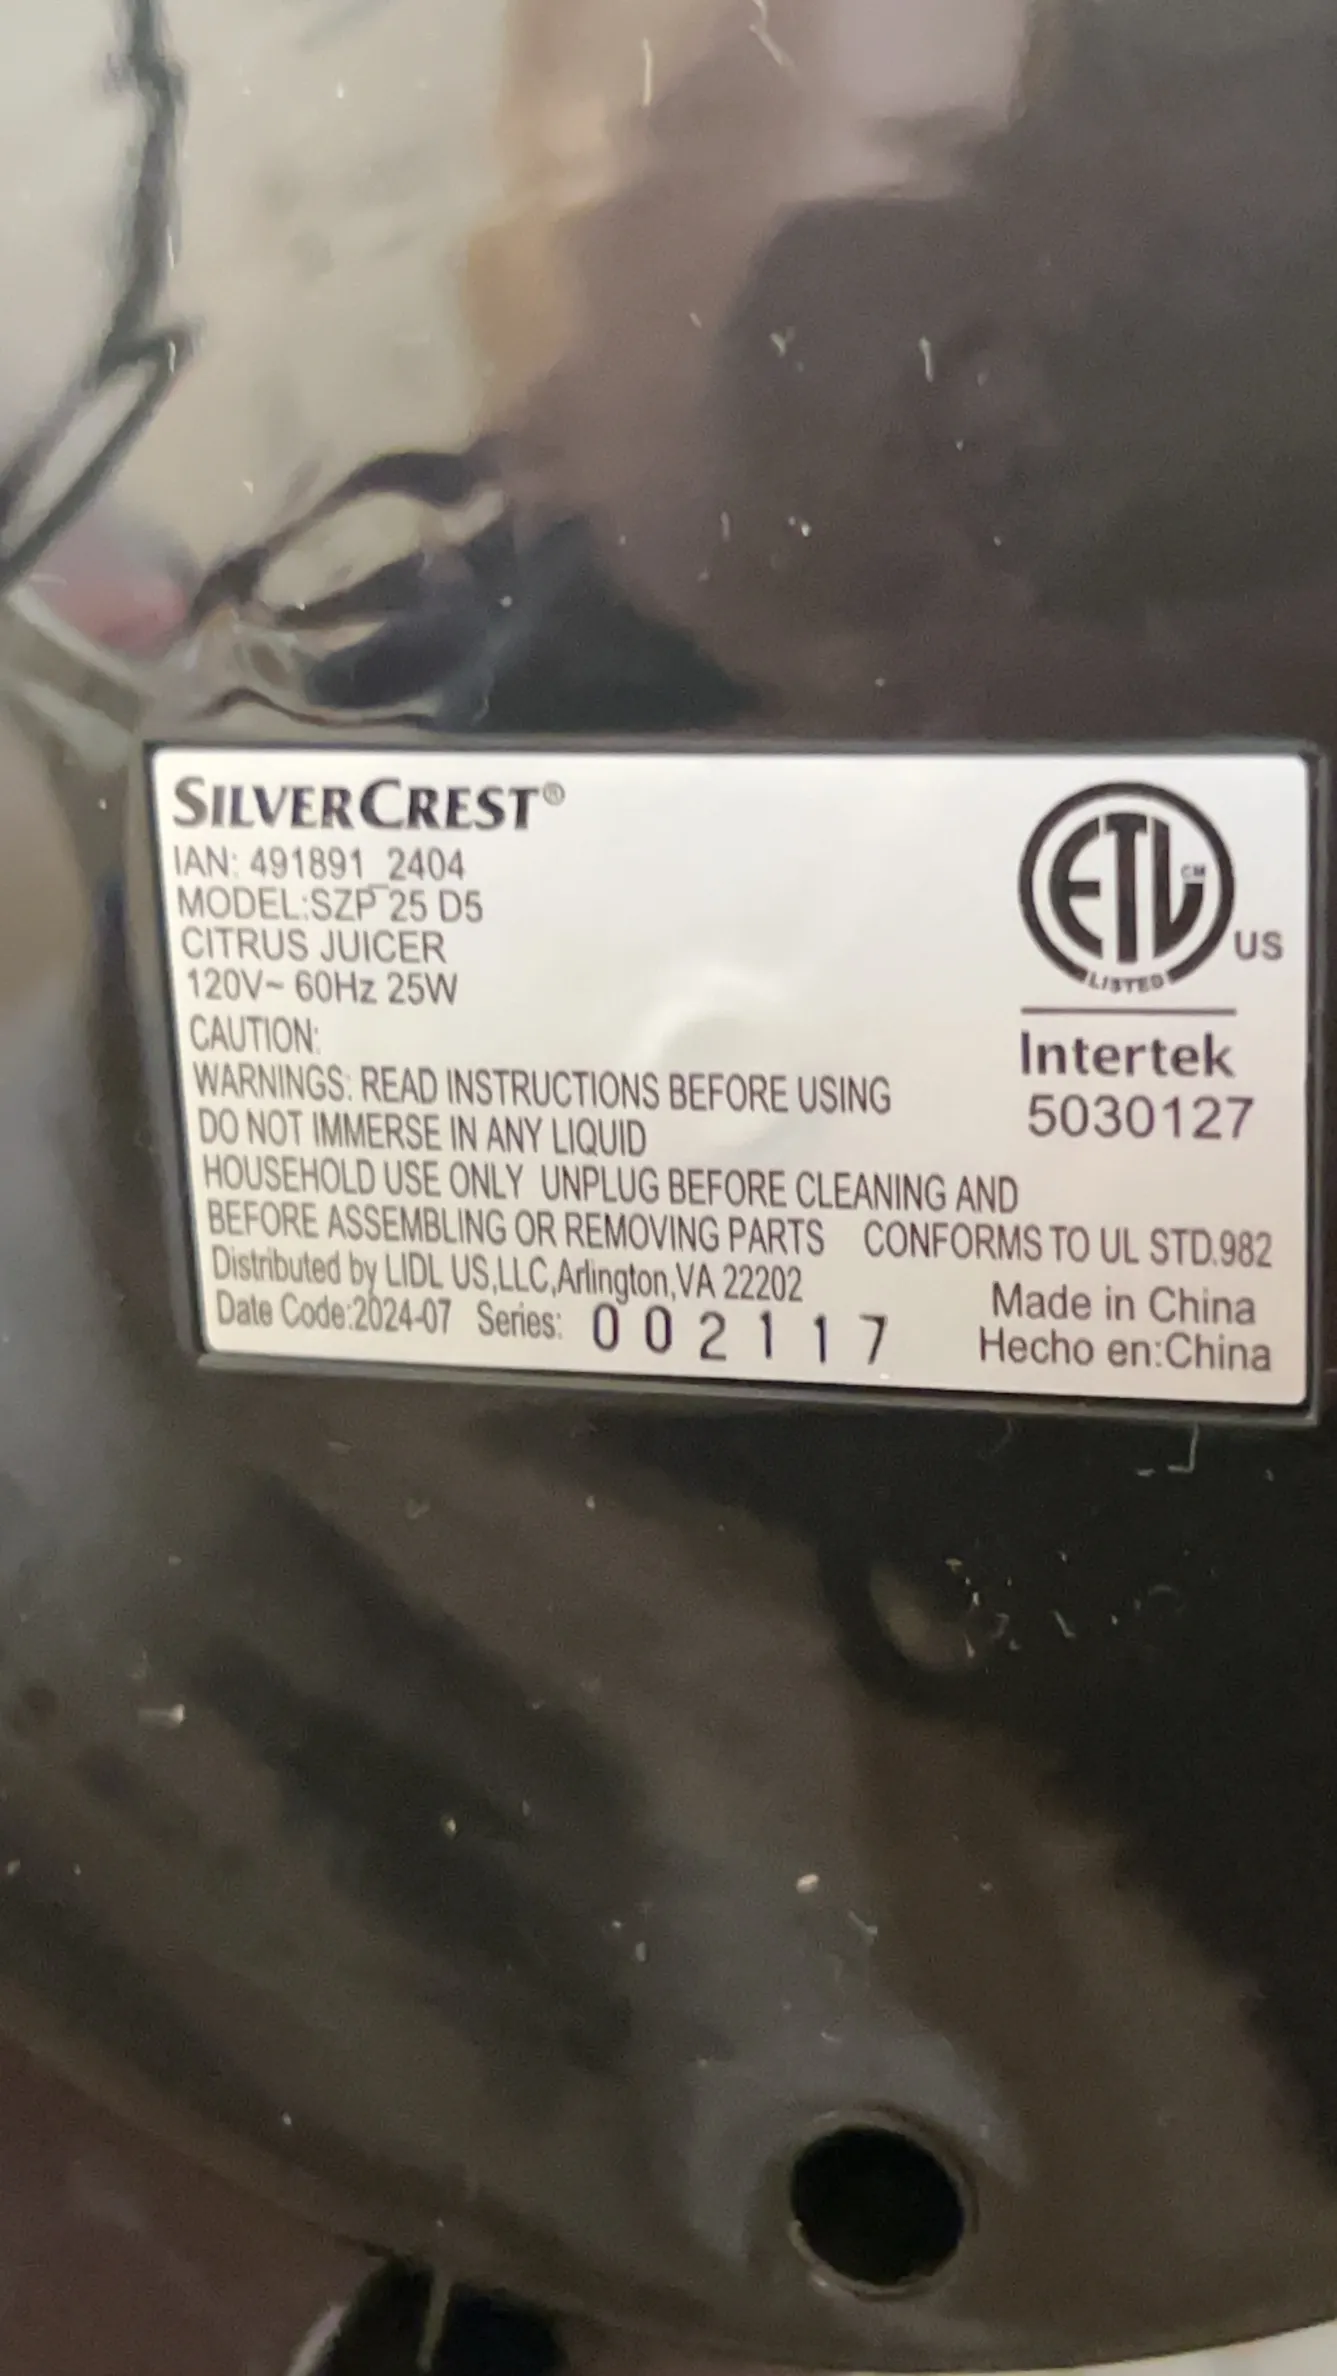 SILVERCREST®
IAN: 491891_2404
MODEL:SZP 25 D5
CITRUS JUICER
120V~ 60Hz 25W
CAUTION:
WARNINGS: READ INSTRUCTIONS BEFORE USING
DO NOT IMMERSE IN ANY LIQUID
HOUSEHOLD USE ONLY UNPLUG BEFORE CLEANING AND
BEFORE ASSEMBLING OR REMOVING PARTS CONFORMS TO UL STD.982
Distributed by LIDL US,LLC,Arlington,VA 22202
Date Code:2024-07 Series: 002117
ETL CM
LISTED
US
Intertek
5030127
Made in China
Hecho en:China